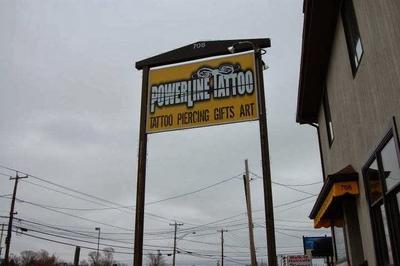 708
POWERLINE TATTOO
TATTOO PIERCING GIFTS ART
708